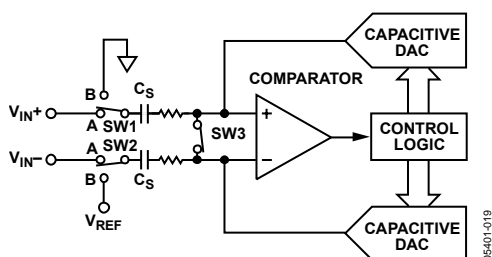 CAPACITIVE
DAC
COMPARATOR
B
CS
VIN+
A SW1
+
SW3
CONTROL
LOGIC
VIN–
A SW2
–
B
CS
VREF
CAPACITIVE
DAC
05401-019